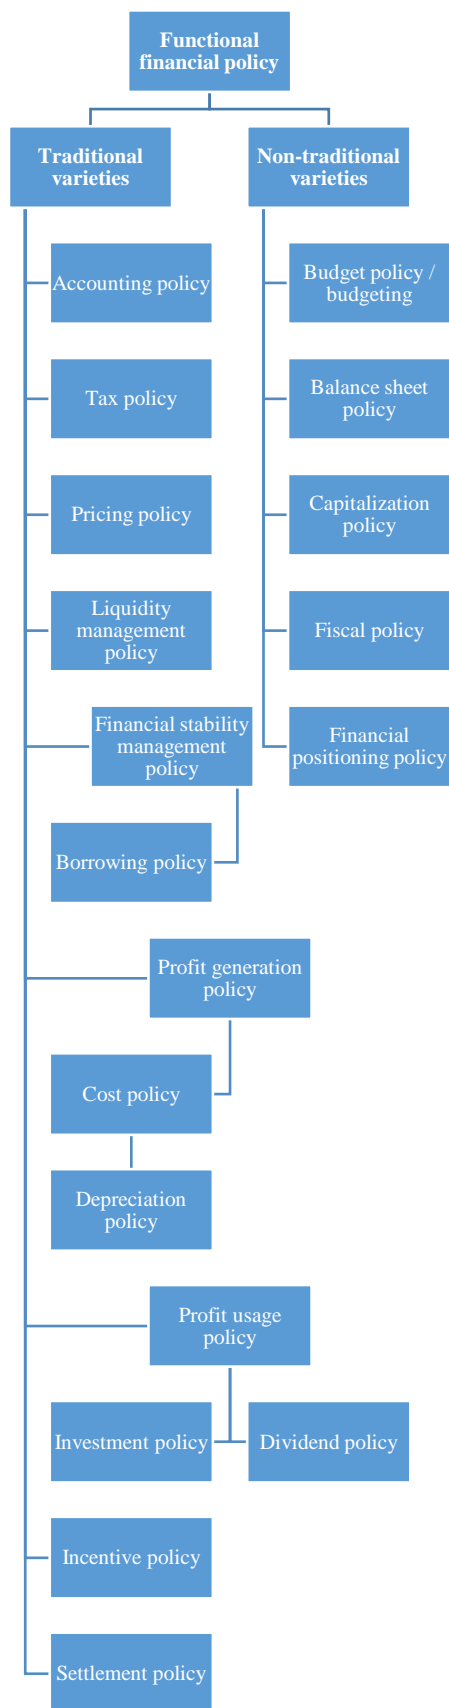 Functional
financial policy
Traditional
varieties
Non-traditional
varieties
Accounting policy
Budget policy /
budgeting
Tax policy
Balance sheet
policy
Pricing policy
Capitalization
policy
Liquidity
management
policy
Fiscal policy
Financial stability
management
policy
Financial
positioning policy
Borrowing policy
Profit generation
policy
Cost policy
Depreciation
policy
Profit usage
policy
Investment policy
Dividend policy
Incentive policy
Settlement policy